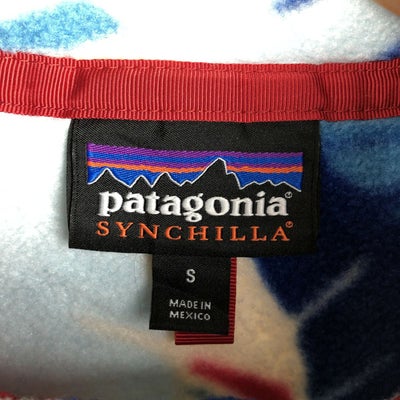 patagonia®
SYNCHILLA®
S
MADE IN
MEXICO